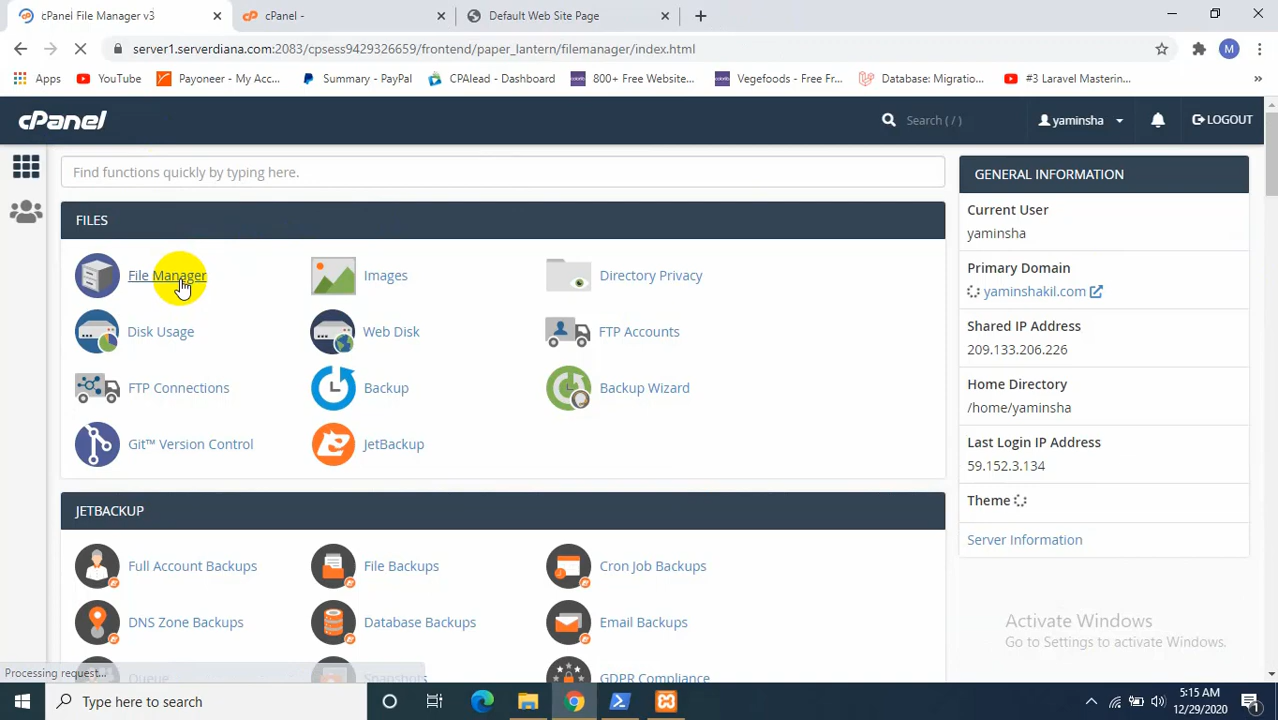 cPanel File Manager v3
cPanel -
Default Web Site Page
server1.serverdiana.com:2083/cpsess9429326659/frontend/paper_lantern/filemanager/index.html
M
Apps
YouTube
Payoneer - My Acc...
Summary - PayPal
CPAlead - Dashboard
800+ Free Website...
Vegefoods - Free Fr...
Database: Migratio...
#3 Laravel Masterin...
»
cPanel
Search ( / )
yaminsha
LOGOUT
Find functions quickly by typing here.
FILES
File Manager
Images
Directory Privacy
Disk Usage
Web Disk
FTP Accounts
FTP Connections
Backup
Backup Wizard
Git™ Version Control
JetBackup
JETBACKUP
Full Account Backups
File Backups
Cron Job Backups
DNS Zone Backups
Database Backups
Email Backups
Queue
Snapshots
GDPR Compliance
GENERAL INFORMATION
Current User
yaminsha
Primary Domain
yaminshakil.com
Shared IP Address
209.133.206.226
Home Directory
/home/yaminsha
Last Login IP Address
59.152.3.134
Theme
Server Information
Activate Windows
Go to Settings to activate Windows.
Processing request...
Type here to search
5:15 AM
12/29/2020
1